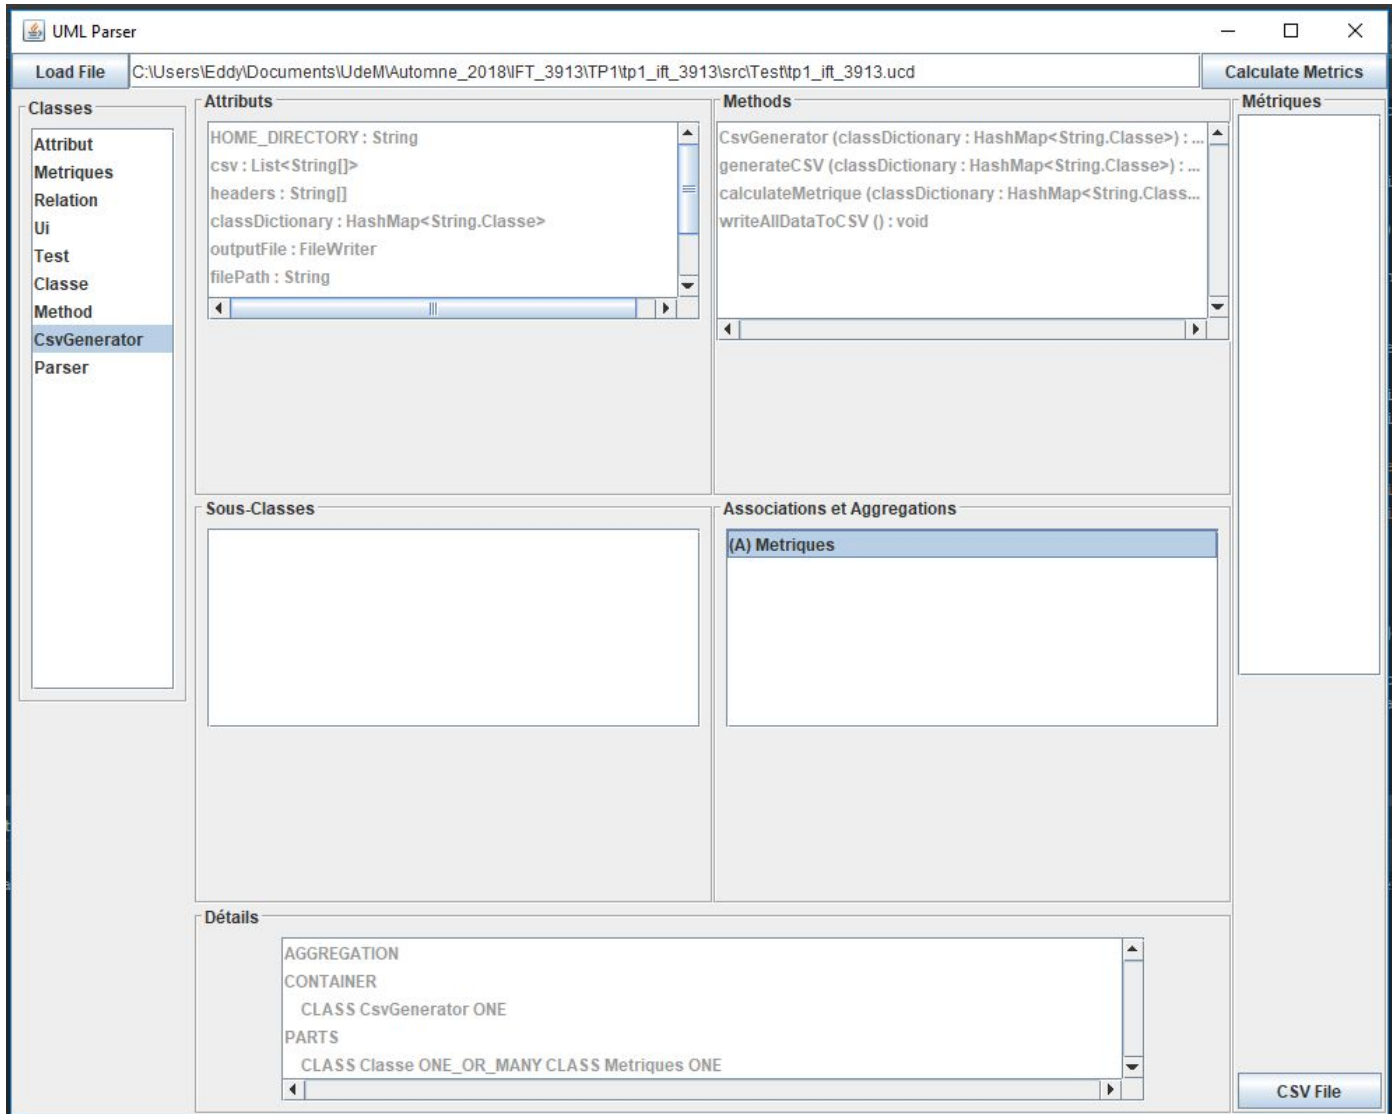 UML Parser
Load File C:\Users\Eddy\Documents\UdeM\Automne_2018\IFT_3913\TP1\tp1_ift_3913\src\Test\tp1_ift_3913.ucd Calculate Metrics
Classes
Attribut
Metriques
Relation
Ui
Test
Classe
Method
CsvGenerator
Parser
Attributs
HOME_DIRECTORY : String
csv : List<String[]>
headers : String[]
classDictionary : HashMap<String.Classe>
outputFile : FileWriter
filePath : String
Methods
CsvGenerator (classDictionary : HashMap<String.Classe>) : ...
generateCSV (classDictionary : HashMap<String.Classe>) : ...
calculateMetrique (classDictionary : HashMap<String.Class...
writeAllDataToCSV () : void
Métriques
Sous-Classes
Associations et Aggregations
(A) Metriques
Détails
AGGREGATION
CONTAINER
CLASS CsvGenerator ONE
PARTS
CLASS Classe ONE_OR_MANY CLASS Metriques ONE
CSV File